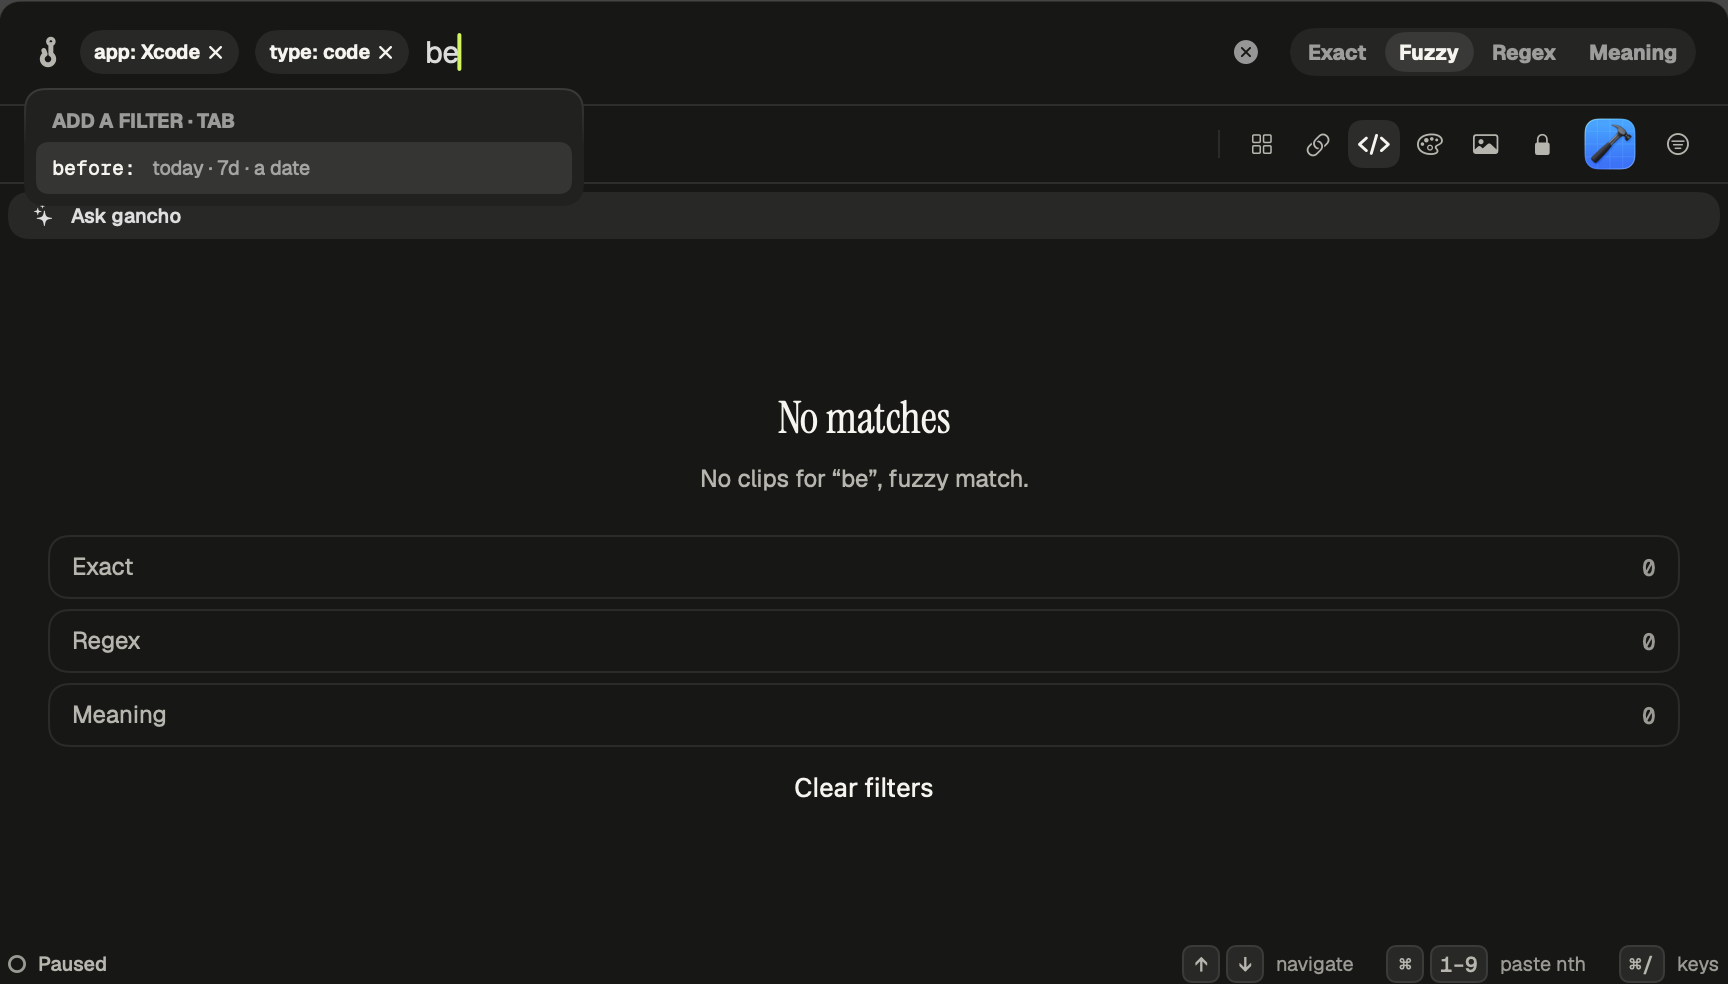 app: Xcode ✕ type: code ✕ be Exact Fuzzy Regex Meaning
ADD A FILTER · TAB
before: today · 7d · a date
</> 
Ask gancho
No matches
No clips for “be”, fuzzy match.
Exact 0
Regex 0
Meaning 0
Clear filters
Paused ↑ ↓ navigate ⌘ 1–9 paste nth ⌘/ keys